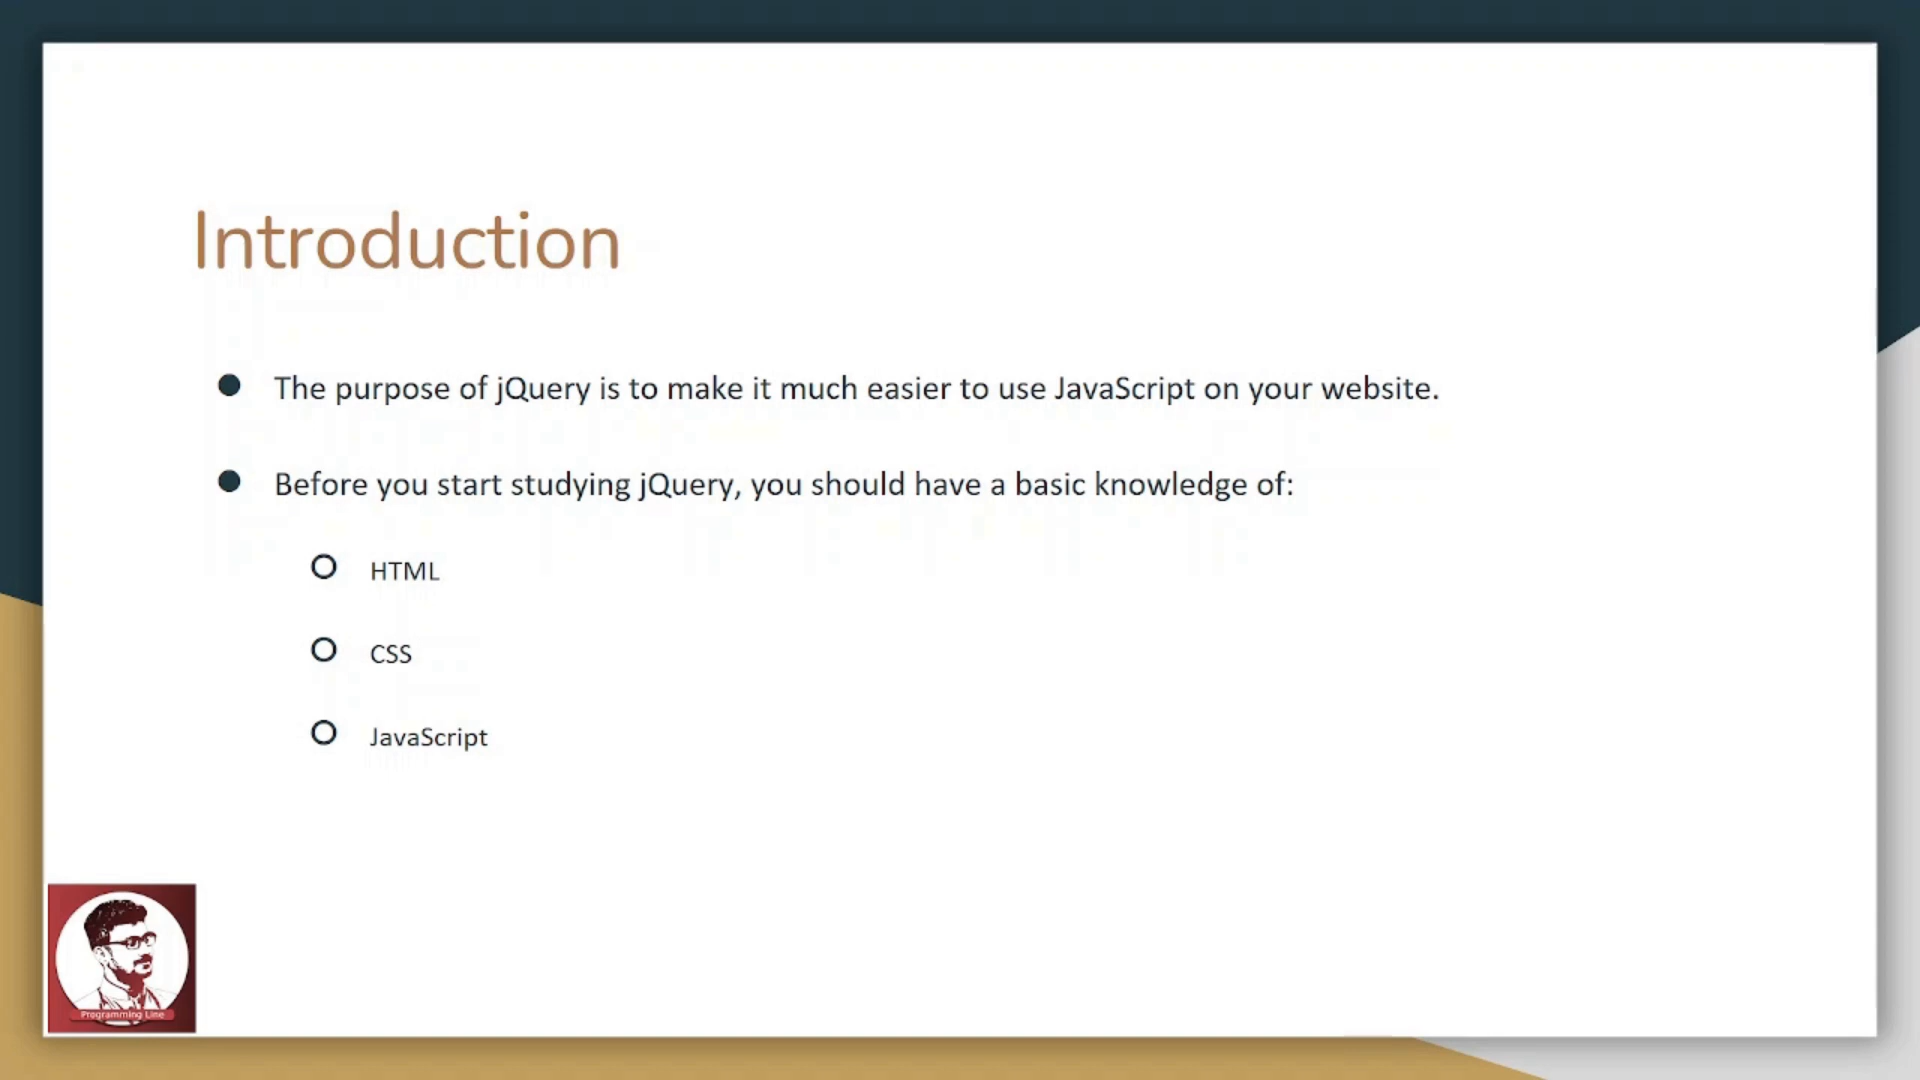 Introduction
The purpose of jQuery is to make it much easier to use JavaScript on your website.
Before you start studying jQuery, you should have a basic knowledge of:
HTML
CSS
JavaScript
Programming Line